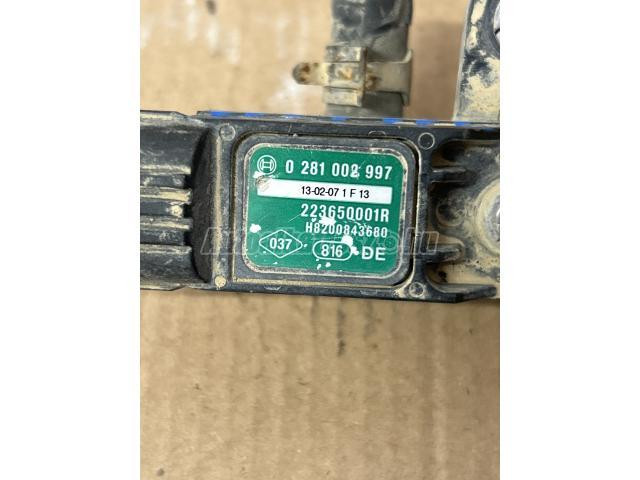 0 281 002 997
13-02-07 1 F 13
223650001R
H8200843680
037 816 DE